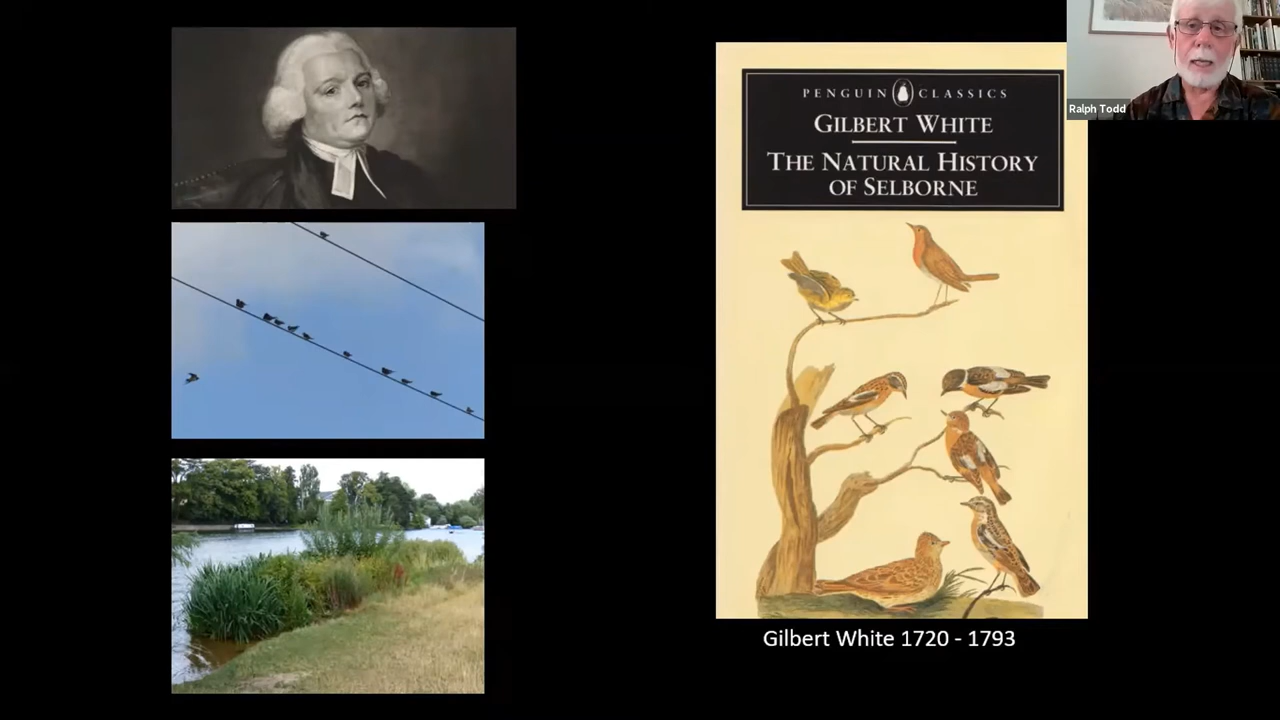 PENGUIN CLASSICS
GILBERT WHITE
THE NATURAL HISTORY
OF SELBORNE
Gilbert White 1720 - 1793
Ralph Todd